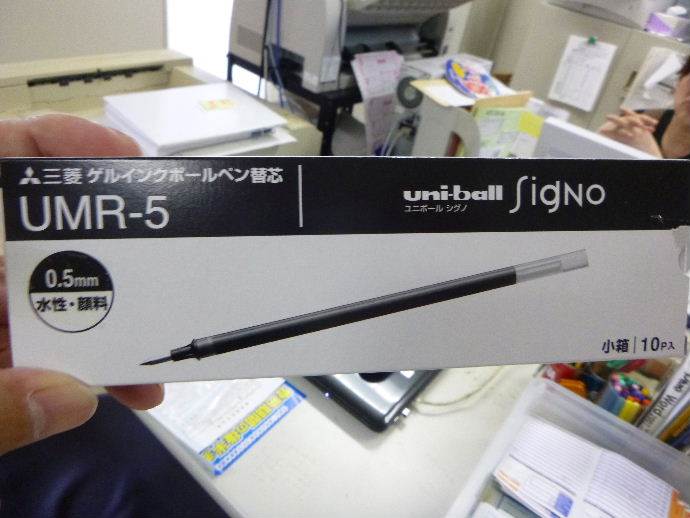 三菱 ゲルインクボールペン替芯
UMR-5
uni-ball Signo
ユニボール シグノ
0.5mm
水性・顔料
小箱 10P入
Word